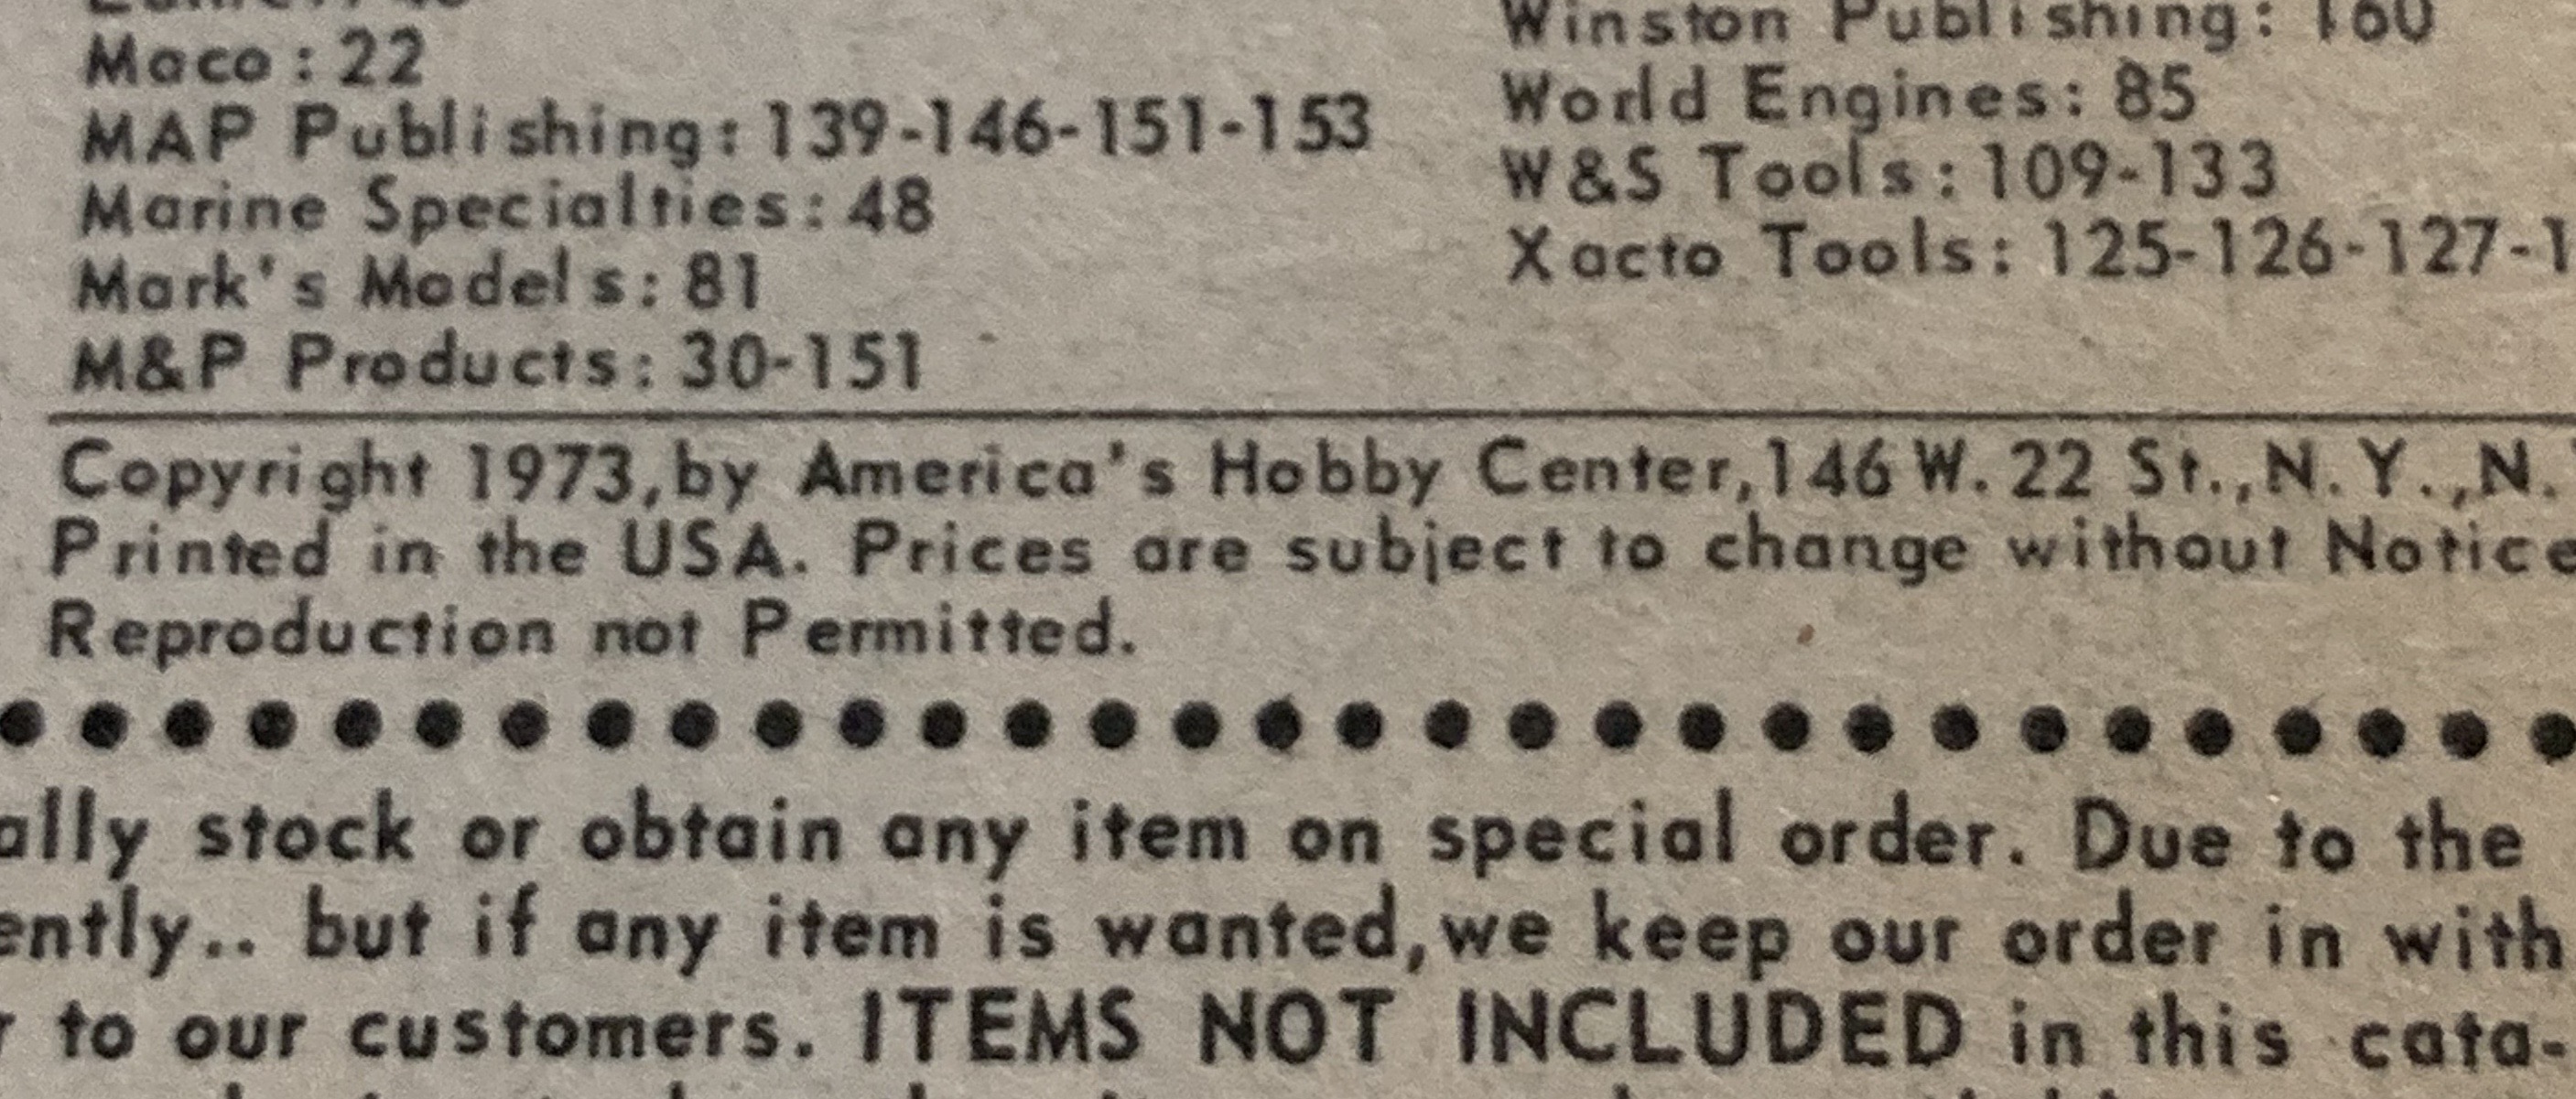 Maco: 22
MAP Publishing: 139-146-151-153
Marine Specialties: 48
Mark's Models: 81
M&P Products: 30-151
Winston Publishing: 160
World Engines: 85
W&S Tools: 109-133
Xacto Tools: 125-126-127-1
Copyright 1973, by America's Hobby Center, 146 W. 22 St., N. Y., N.
Printed in the USA. Prices are subject to change without Notice
Reproduction not Permitted.
ally stock or obtain any item on special order. Due to the
ently.. but if any item is wanted, we keep our order in with
r to our customers. ITEMS NOT INCLUDED in this cata-